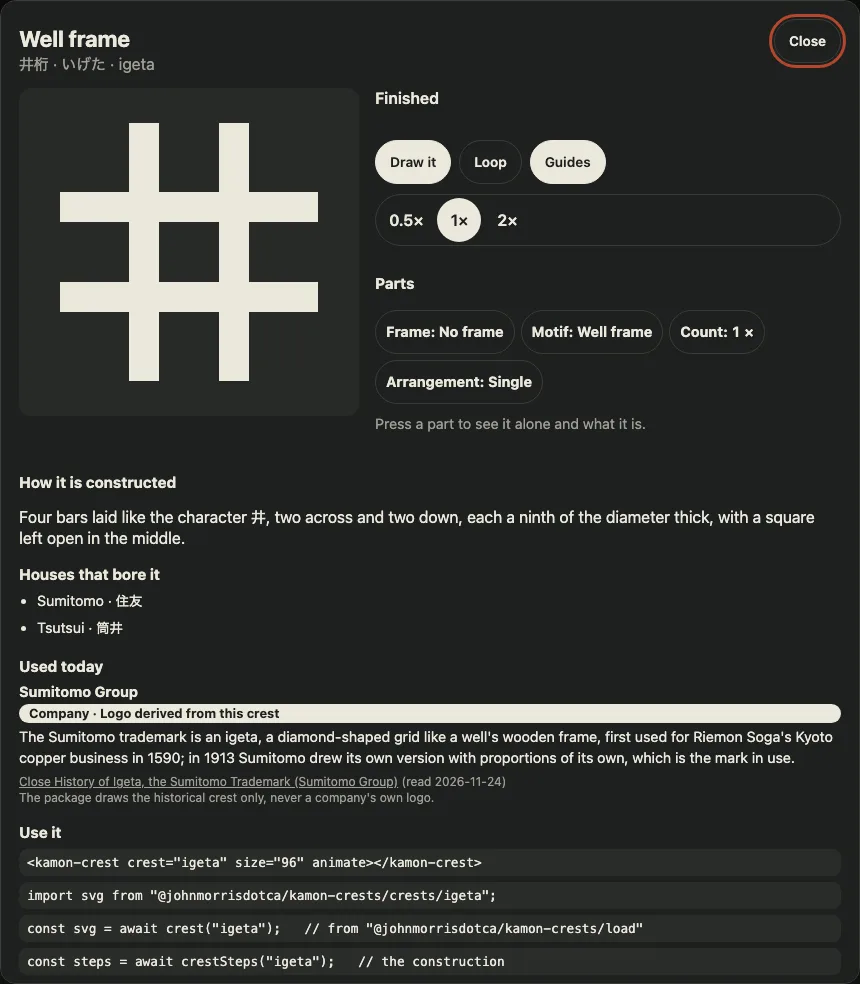 Well frame
井桁 · いげた · igeta
Close
Finished
Draw it
Loop
Guides
0.5×
1×
2×
Parts
Frame: No frame
Motif: Well frame
Count: 1 ×
Arrangement: Single
Press a part to see it alone and what it is.
How it is constructed
Four bars laid like the character 井, two across and two down, each a ninth of the diameter thick, with a square
left open in the middle.
Houses that bore it
Sumitomo · 住友
Tsutsui · 筒井
Used today
Sumitomo Group
Company · Logo derived from this crest
The Sumitomo trademark is an igeta, a diamond-shaped grid like a well's wooden frame, first used for Riemon Soga's Kyoto
copper business in 1590; in 1913 Sumitomo drew its own version with proportions of its own, which is the mark in use.
Close History of Igeta, the Sumitomo Trademark (Sumitomo Group) (read 2026-11-24)
The package draws the historical crest only, never a company's own logo.
Use it
<kamon-crest crest="igeta" size="96" animate></kamon-crest>
import svg from "@johnmorrisdotca/kamon-crests/crests/igeta";
const svg = await crest("igeta");   // from "@johnmorrisdotca/kamon-crests/load"
const steps = await crestSteps("igeta");   // the construction